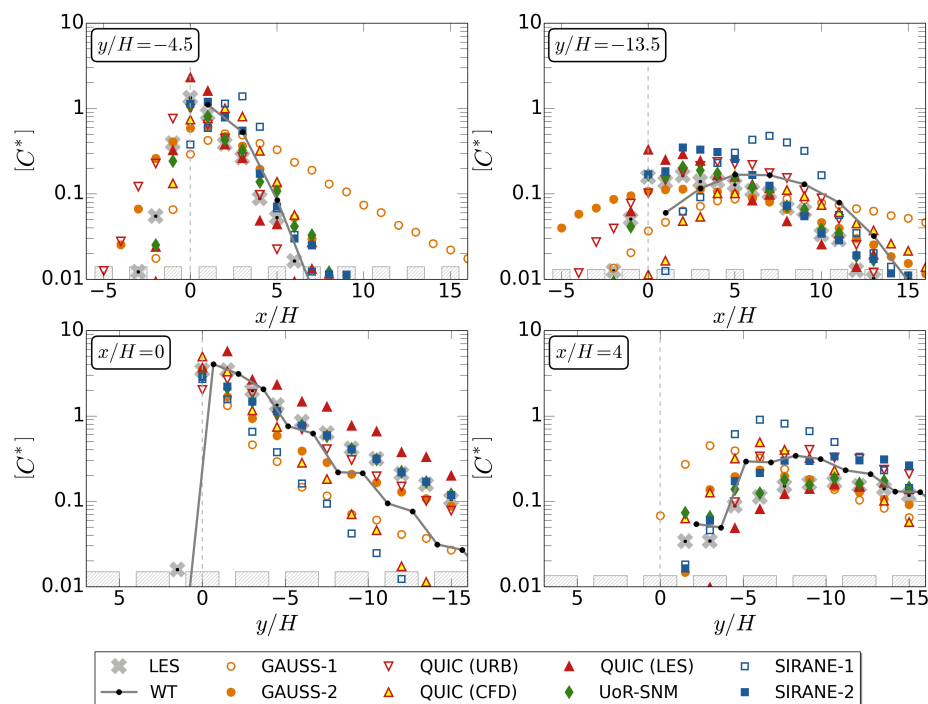 y/H=−4.5
y/H=−13.5
10
1
0.1
0.01
[C*]
−5 0 5 10 15
x/H
10
1
0.1
0.01
[C*]
−5 0 5 10 15
x/H
x/H=0
x/H=4
10
1
0.1
0.01
[C*]
5 0 −5 −10 −15
y/H
10
1
0.1
0.01
[C*]
5 0 −5 −10 −15
y/H
LES GAUSS-1 QUIC (URB) QUIC (LES) SIRANE-1
WT GAUSS-2 QUIC (CFD) UoR-SNM SIRANE-2